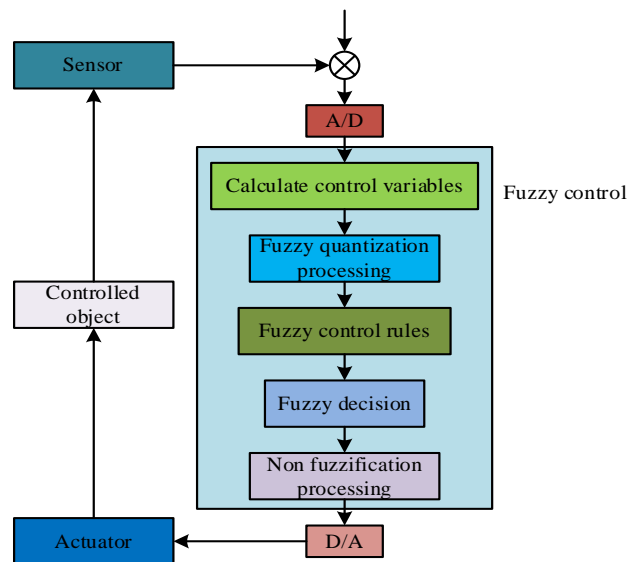 Sensor
A/D
Calculate control variables
Fuzzy control
Fuzzy quantization
processing
Controlled
object
Fuzzy control rules
Fuzzy decision
Non fuzzification
processing
Actuator
D/A